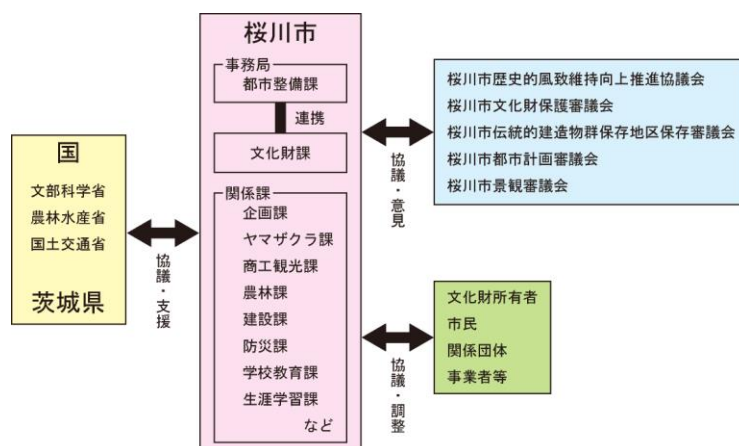 国
文部科学省
農林水産省
国土交通省
茨城県
協議・支援
桜川市
事務局
都市整備課
連携
文化財課
関係課
企画課
ヤマザクラ課
商工観光課
農林課
建設課
防災課
学校教育課
生涯学習課
など
協議・意見
桜川市歴史的風致維持向上推進協議会
桜川市文化財保護審議会
桜川市伝統的建造物群保存地区保存審議会
桜川市都市計画審議会
桜川市景観審議会
協議・調整
文化財所有者
市民
関係団体
事業者等